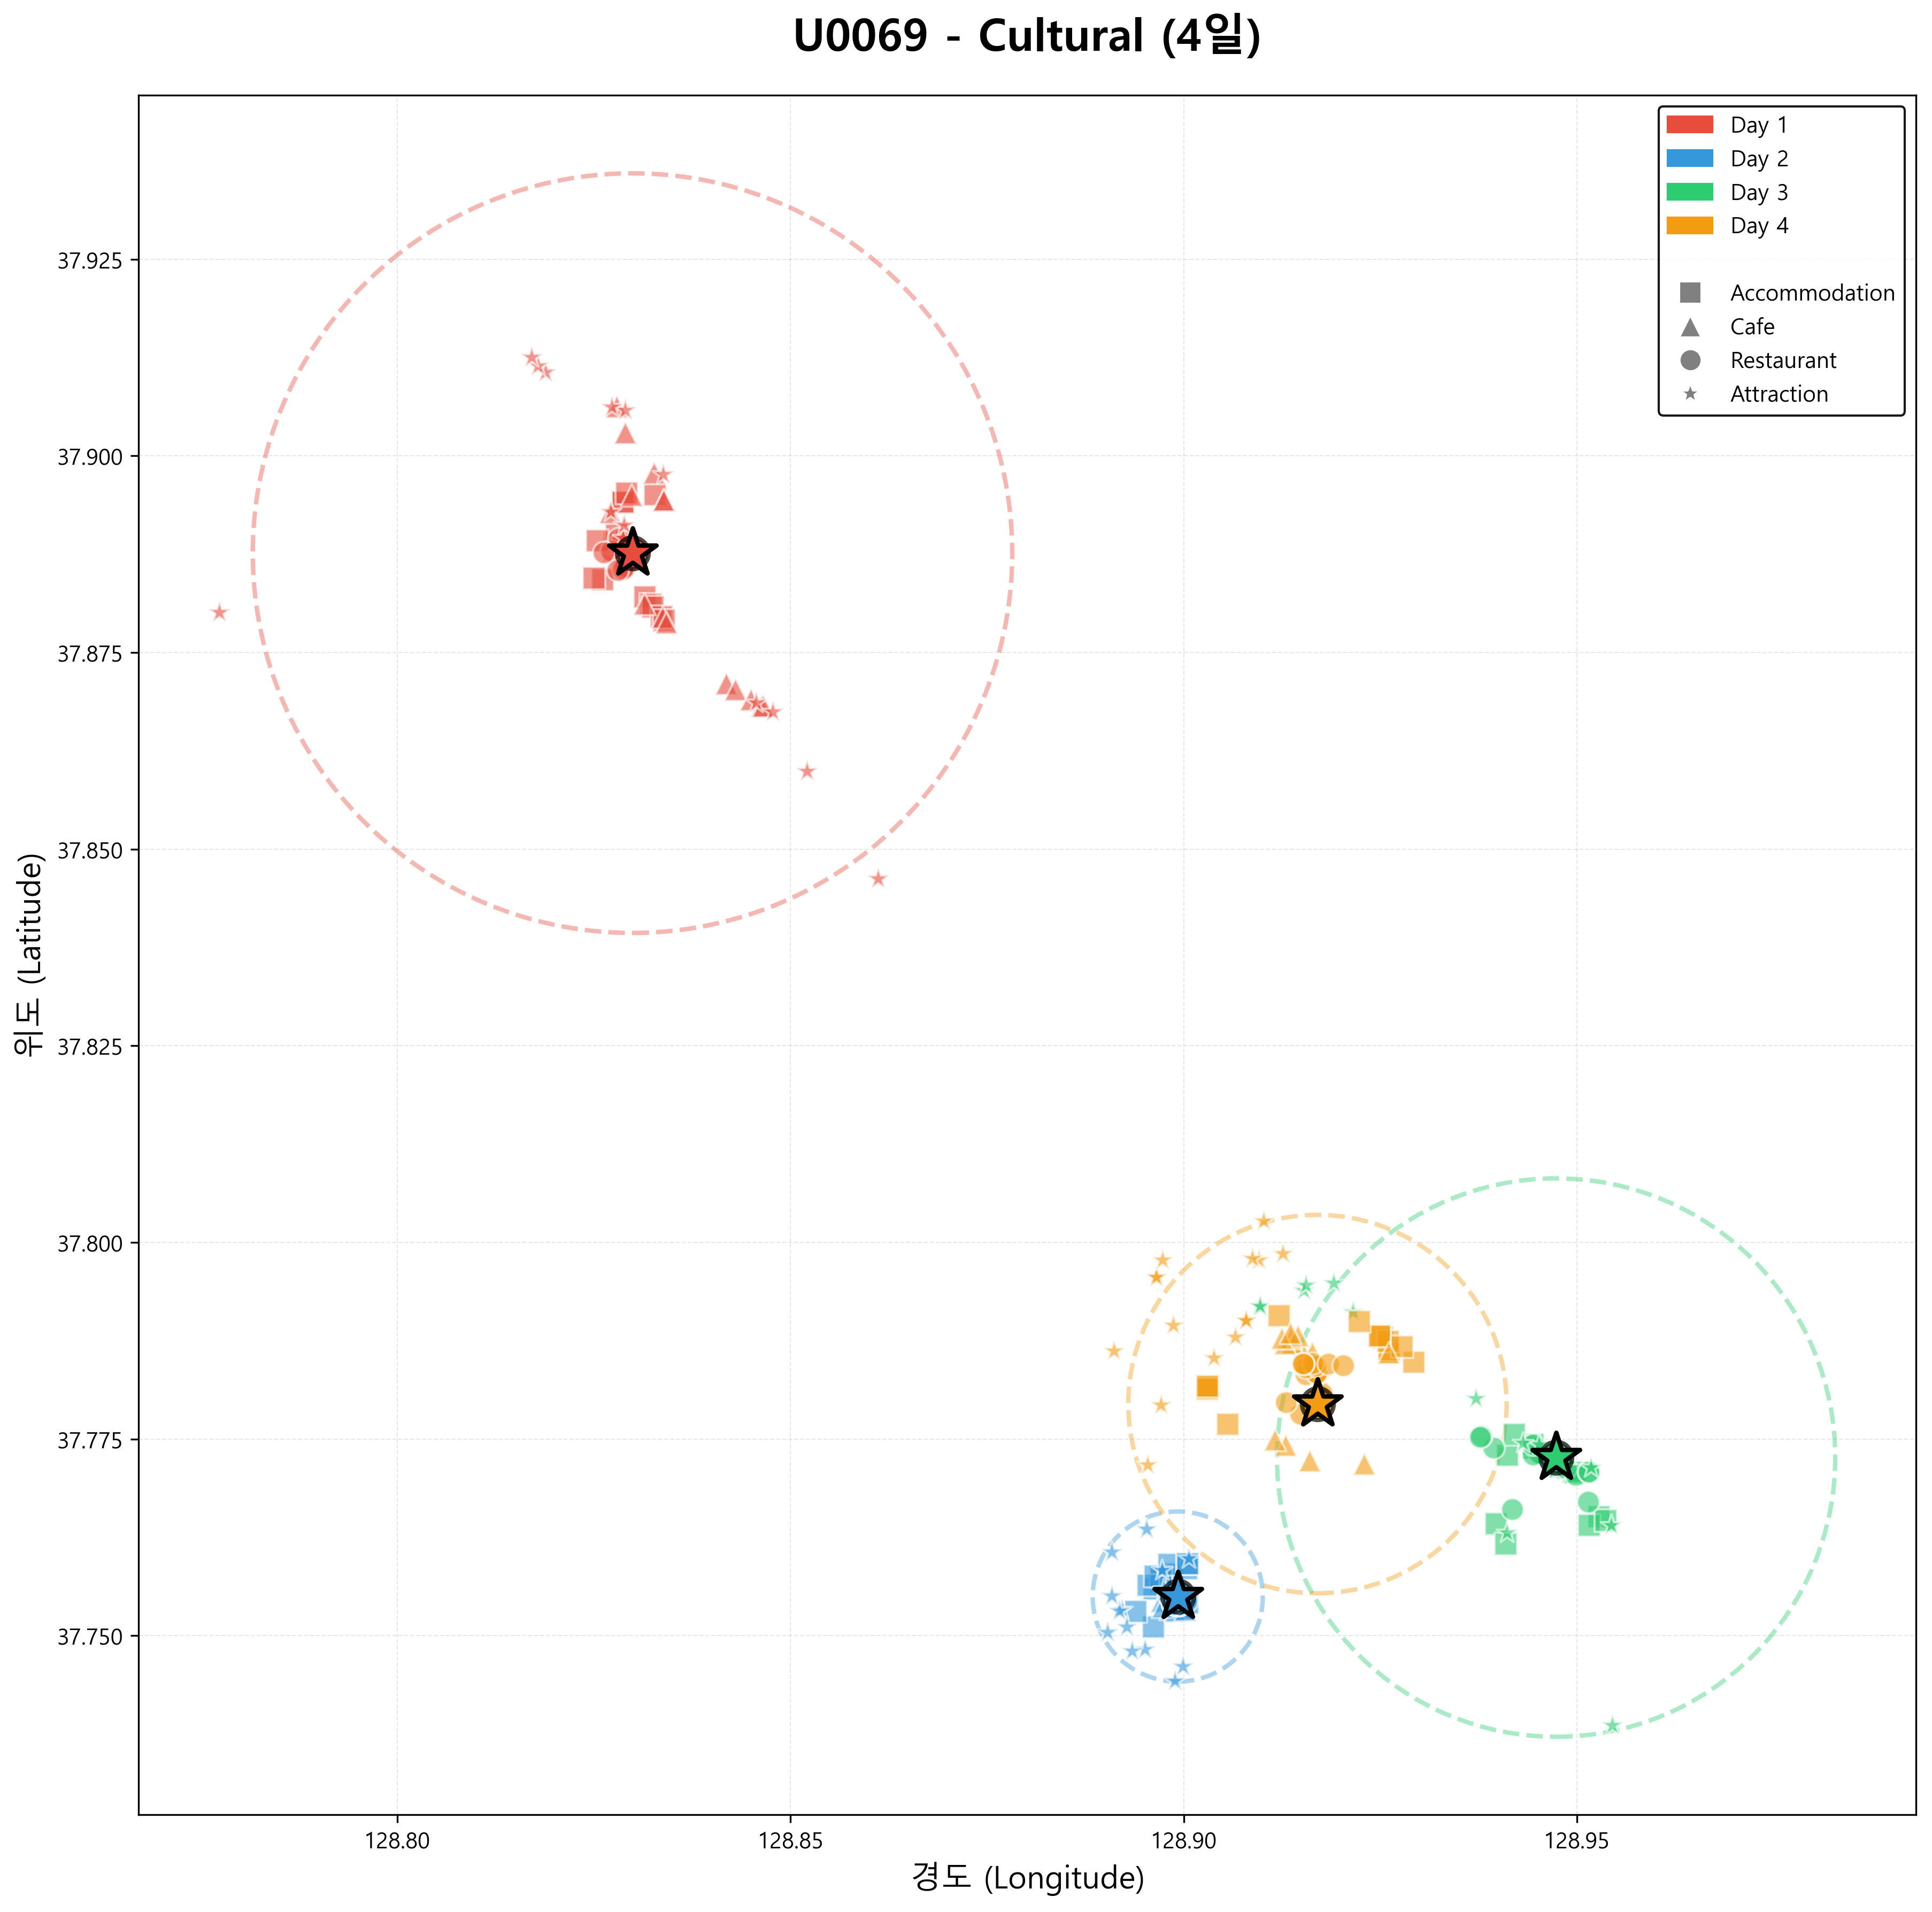 U0069 - Cultural (4일)
Day 1
Day 2
Day 3
Day 4
Accommodation
Cafe
Restaurant
Attraction
위도 (Latitude)
37.925
37.900
37.875
37.850
37.825
37.800
37.775
37.750
128.80
128.85
128.90
128.95
경도 (Longitude)